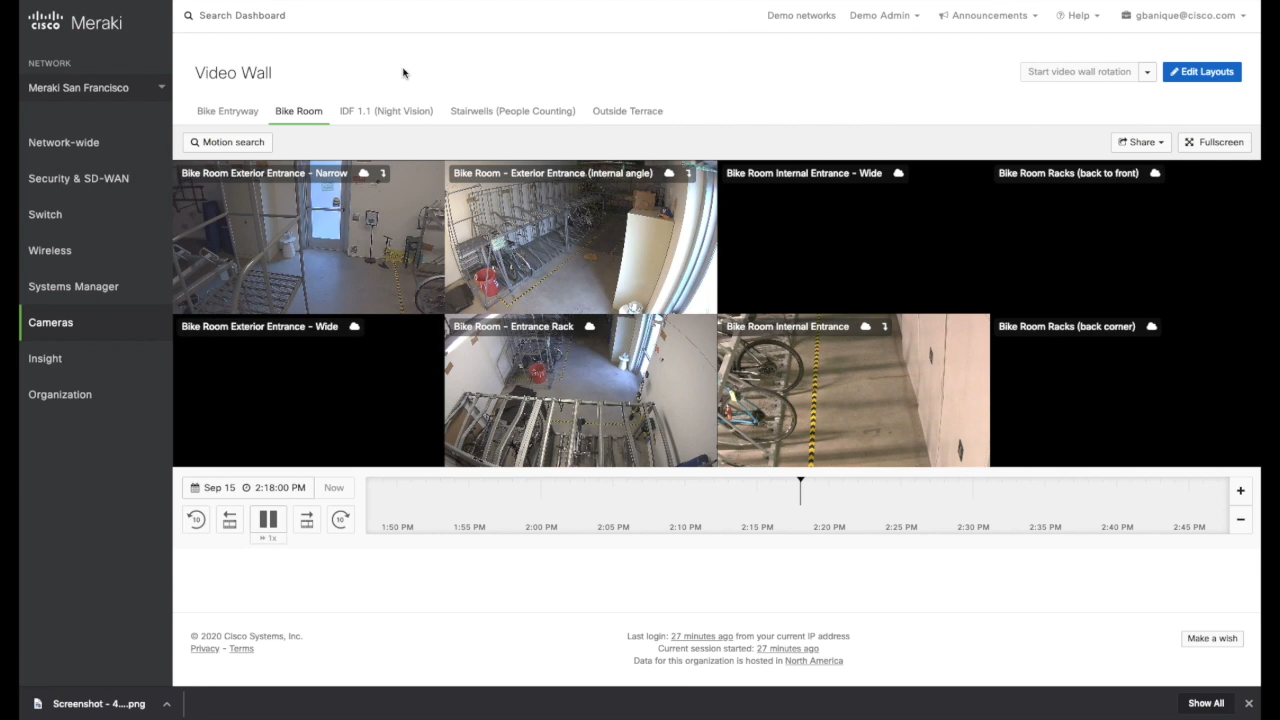 cisco Meraki
Search Dashboard
Demo networks
Demo Admin
Announcements
Help
gbanique@cisco.com
NETWORK
Meraki San Francisco
Network-wide
Security & SD-WAN
Switch
Wireless
Systems Manager
Cameras
Insight
Organization
Video Wall
Start video wall rotation
Edit Layouts
Bike Entryway
Bike Room
IDF 1.1 (Night Vision)
Stairwells (People Counting)
Outside Terrace
Motion search
Share
Fullscreen
Bike Room Exterior Entrance - Narrow
Bike Room - Exterior Entrance (internal angle)
Bike Room Internal Entrance - Wide
Bike Room Racks (back to front)
Bike Room Exterior Entrance - Wide
Bike Room - Entrance Rack
Bike Room Internal Entrance
Bike Room Racks (back corner)
Sep 15 2:18:00 PM
Now
10
10
1x
1:50 PM 1:55 PM 2:00 PM 2:05 PM 2:10 PM 2:15 PM 2:20 PM 2:25 PM 2:30 PM 2:35 PM 2:40 PM 2:45 PM
+
−
© 2020 Cisco Systems, Inc.
Privacy - Terms
Last login: 27 minutes ago from your current IP address
Current session started: 27 minutes ago
Data for this organization is hosted in North America
Make a wish
Screenshot - 4....png
Show All